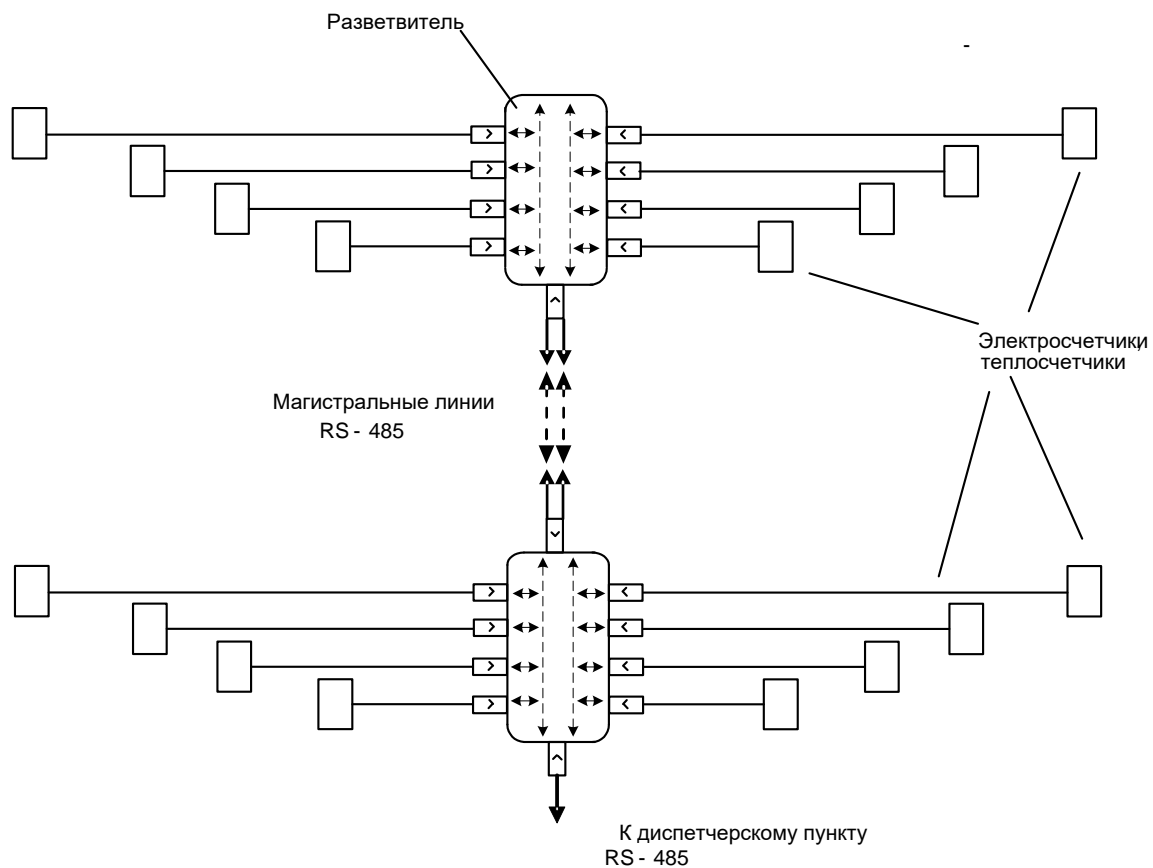 Разветвитель
-
Электросчетчики,
теплосчетчики
Магистральные линии
RS - 485
К диспетчерскому пункту
RS - 485